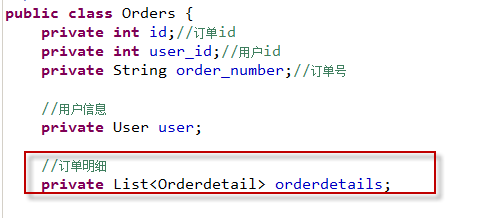 public class Orders {
private int id;//订单id
private int user_id;//用户id
private String order_number;//订单号
//用户信息
private User user;
//订单明细
private List<Orderdetail> orderdetails;